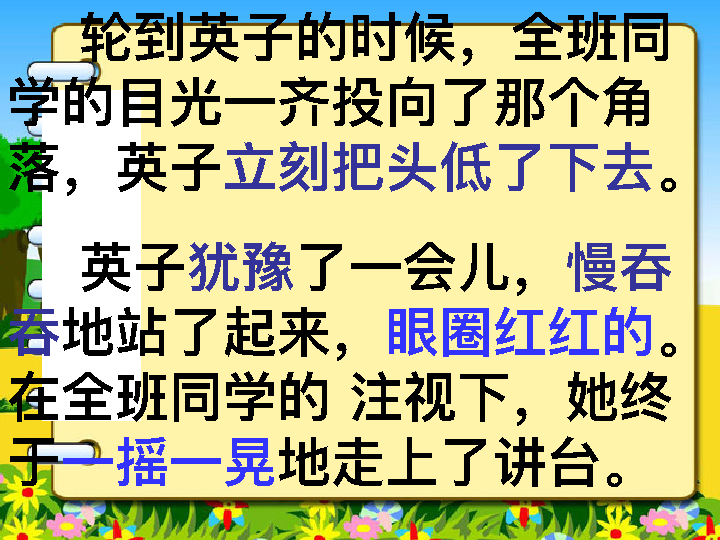 轮到英子的时候，全班同
学的目光一齐投向了那个角
落，英子立刻把头低了下去。
英子犹豫了一会儿，慢吞
吞地站了起来，眼圈红红的。
在全班同学的 注视下，她终
于一摇一晃地走上了讲台。